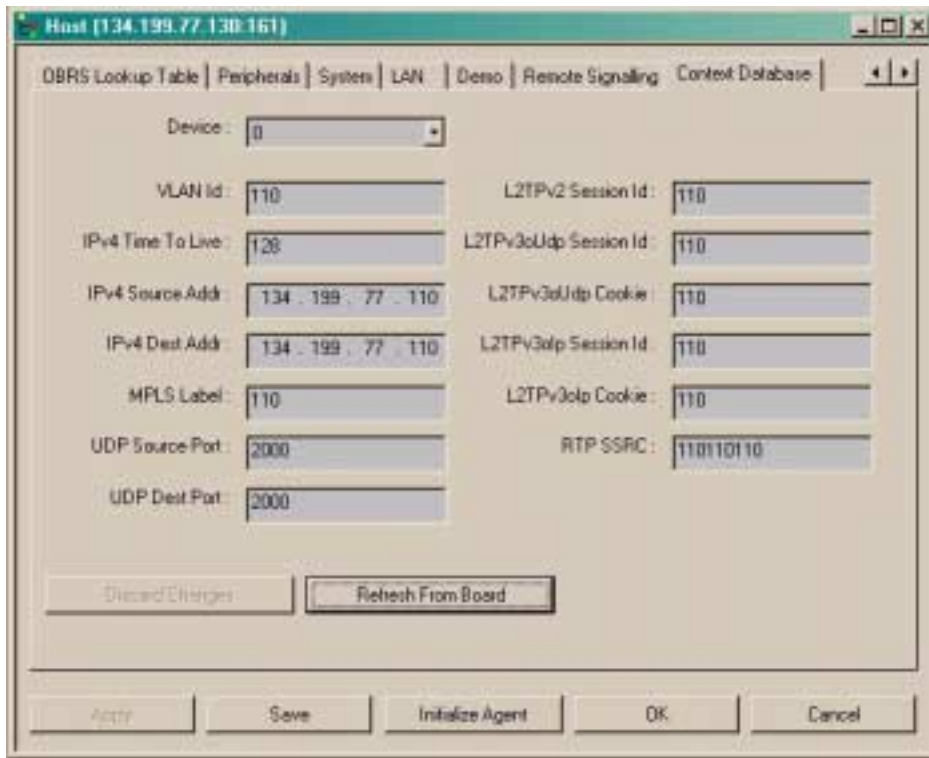 Host (134.199.77.130:161)
OBRS Lookup Table Peripherals System LAN Demo Remote Signalling Context Database
Device : 0
VLAN Id : 110 L2TPv2 Session Id : 110
IPv4 Time To Live : 128 L2TPv3oUdp Session Id : 110
IPv4 Source Addr : 134 . 199 . 77 . 110 L2TPv3oUdp Cookie : 110
IPv4 Dest Addr : 134 . 199 . 77 . 110 L2TPv3oIp Session Id : 110
MPLS Label : 110 L2TPv3oIp Cookie : 110
UDP Source Port : 2000 RTP SSRC : 110110110
UDP Dest Port : 2000
Discard Changes Refresh From Board
Apply Save Initialize Agent OK Cancel